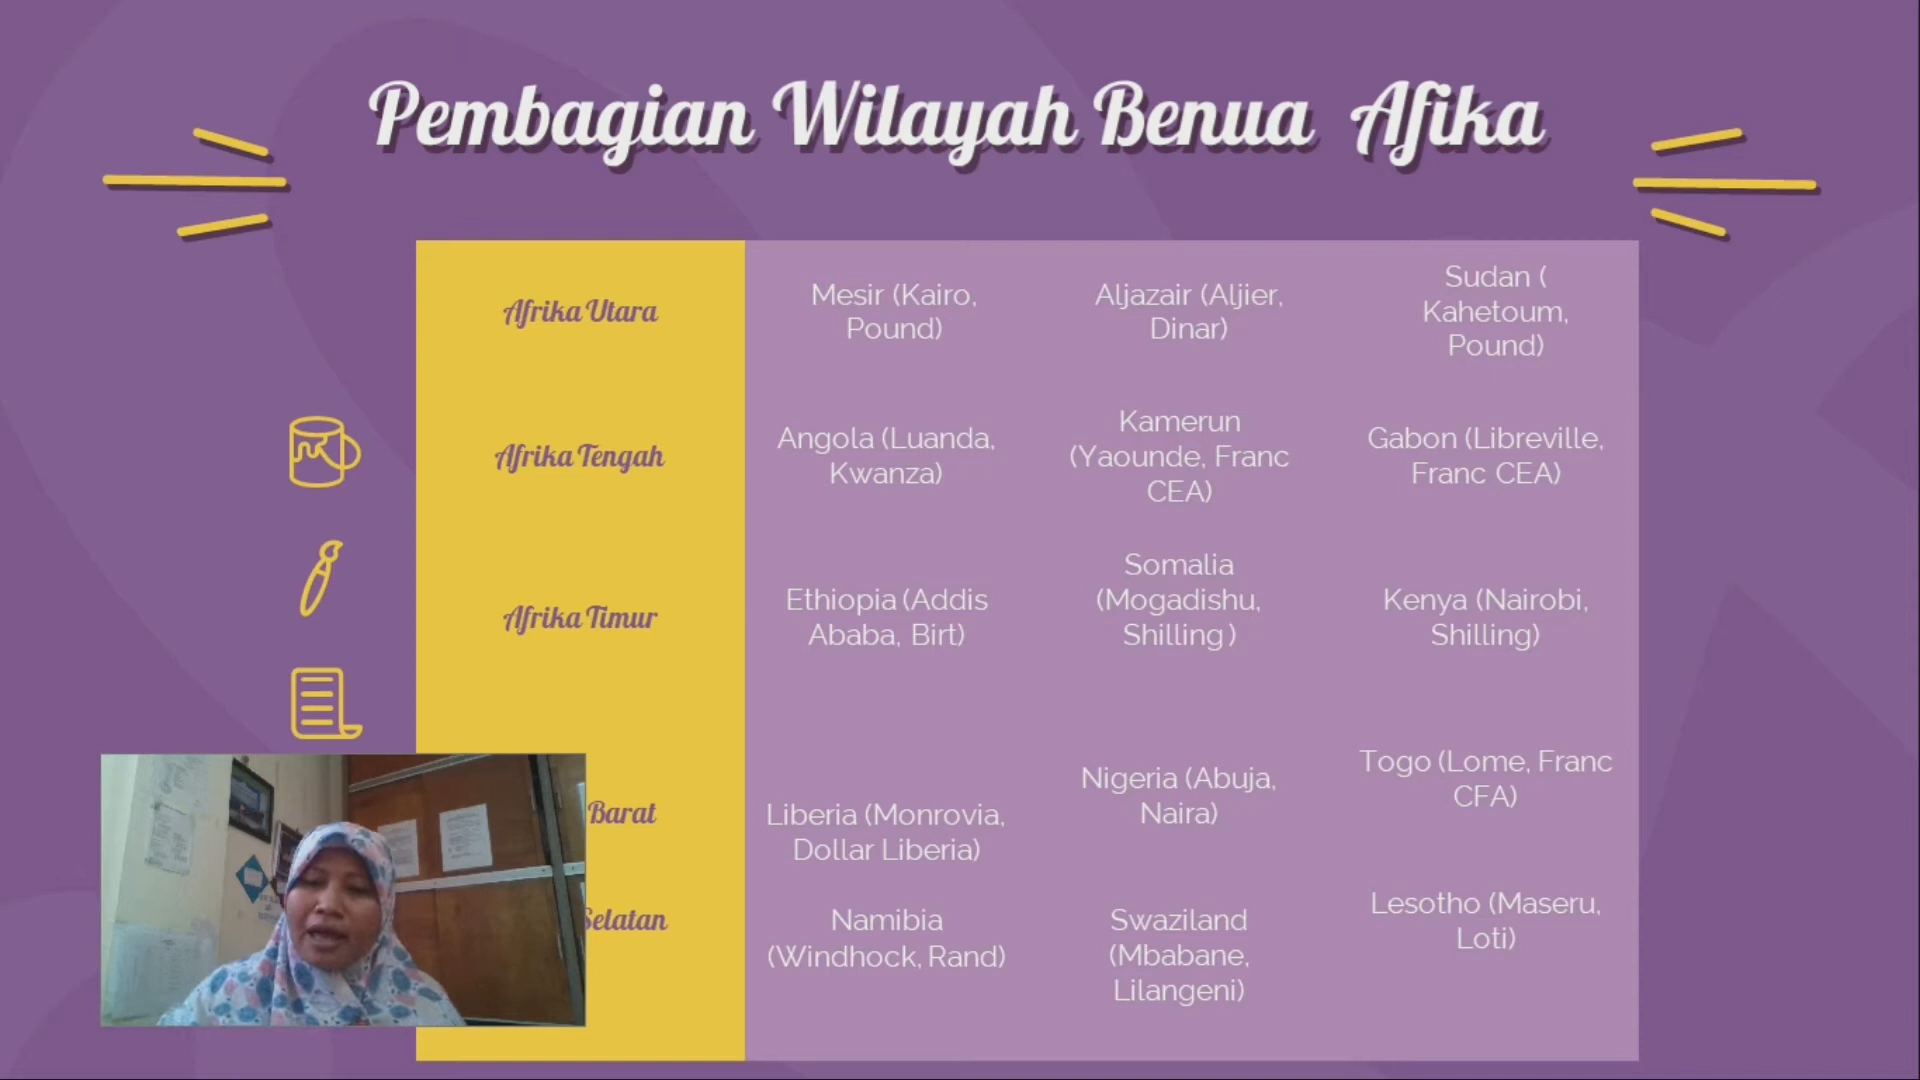 Pembagian Wilayah Benua Afika
Afrika Utara
Mesir (Kairo,
Pound)
Aljazair (Aljier,
Dinar)
Sudan (
Kahetoum,
Pound)
Afrika Tengah
Angola (Luanda,
Kwanza)
Kamerun
(Yaounde, Franc
CEA)
Gabon (Libreville,
Franc CEA)
Afrika Timur
Ethiopia (Addis
Ababa, Birt)
Somalia
(Mogadishu,
Shilling )
Kenya (Nairobi,
Shilling)
Barat
Liberia (Monrovia,
Dollar Liberia)
Nigeria (Abuja,
Naira)
Togo (Lome, Franc
CFA)
Selatan
Namibia
(Windhock, Rand)
Swaziland
(Mbabane,
Lilangeni)
Lesotho (Maseru,
Loti)